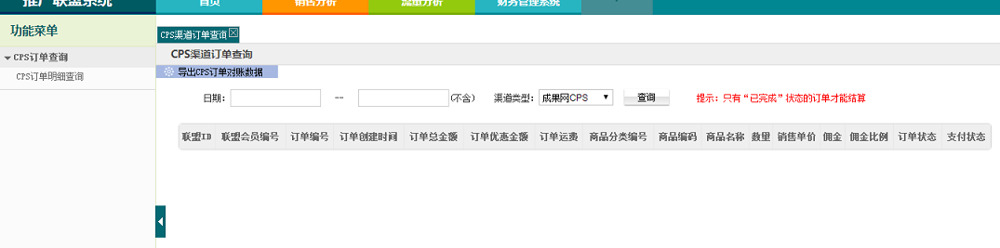 推广联盟系统
首页 销售分析 流量分析 财务管理系统
功能菜单
CPS订单查询
CPS订单明细查询
CPS渠道订单查询
CPS渠道订单查询
导出CPS订单对账数据
日期: -- (不含) 渠道类型: 成果网CPS 查询 提示: 只有“已完成”状态的订单才能结算
联盟ID 联盟会员编号 订单编号 订单创建时间 订单总金额 订单优惠金额 订单运费 商品分类编号 商品编码 商品名称 数量 销售单价 佣金 佣金比例 订单状态 支付状态